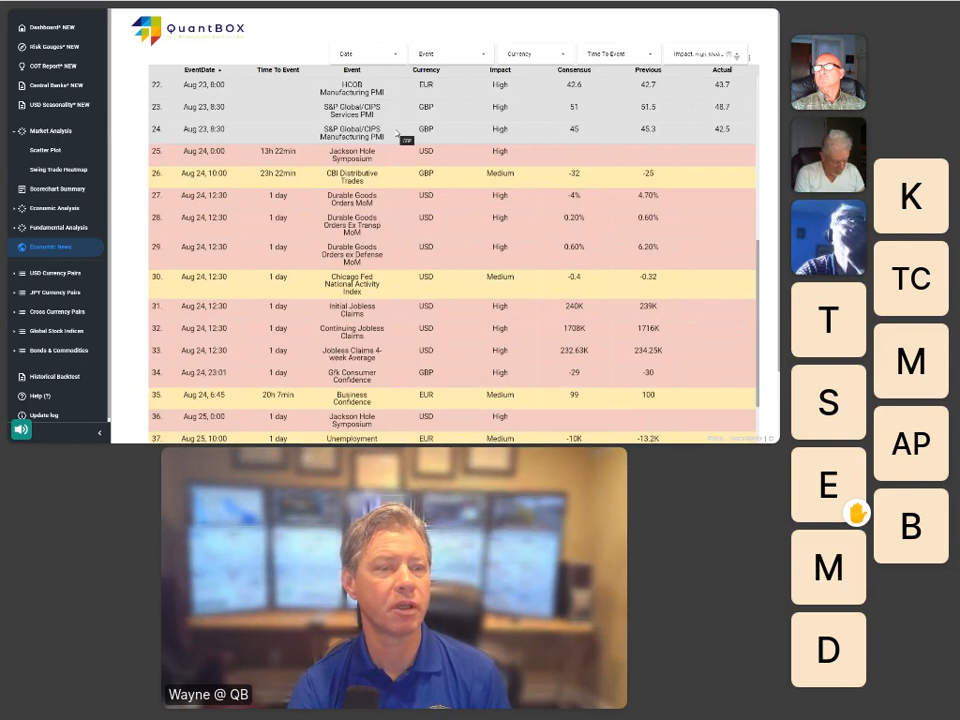 QuantBOX
Dashboard* NEW
Risk Gauges* NEW
COT Report* NEW
Central Banks* NEW
USD Seasonality* NEW
Market Analysis
Scatter Plot
Swing Trade Heatmap
Scorechart Summary
Economic Analysis
Fundamental Analysis
Economic News
USD Currency Pairs
JPY Currency Pairs
Cross Currency Pairs
Global Stock Indices
Bonds & Commodities
Historical Backtest
Help (?)
Update log
Date Event Currency Time To Event Impact: High, Medi...
EventDate Time To Event Event Currency Impact Consensus Previous Actual
22. Aug 23, 8:00 HCOB Manufacturing PMI EUR High 42.6 42.7 43.7
23. Aug 23, 8:30 S&P Global/CIPS Services PMI GBP High 51 51.5 48.7
24. Aug 23, 8:30 S&P Global/CIPS Manufacturing PMI GBP High 45 45.3 42.5
25. Aug 24, 0:00 13h 22min Jackson Hole Symposium USD High
26. Aug 24, 10:00 23h 22min CBI Distributive Trades GBP Medium -32 -25
27. Aug 24, 12:30 1 day Durable Goods Orders MoM USD High -4% 4.70%
28. Aug 24, 12:30 1 day Durable Goods Orders Ex Transp MoM USD High 0.20% 0.60%
29. Aug 24, 12:30 1 day Durable Goods Orders ex Defense MoM USD High 0.60% 6.20%
30. Aug 24, 12:30 1 day Chicago Fed National Activity Index USD Medium -0.4 -0.32
31. Aug 24, 12:30 1 day Initial Jobless Claims USD High 240K 239K
32. Aug 24, 12:30 1 day Continuing Jobless Claims USD High 1708K 1716K
33. Aug 24, 12:30 1 day Jobless Claims 4-week Average USD High 232.63K 234.25K
34. Aug 24, 23:01 1 day Gfk Consumer Confidence GBP High -29 -30
35. Aug 24, 6:45 20h 7min Business Confidence EUR Medium 99 100
36. Aug 25, 0:00 1 day Jackson Hole Symposium USD High
37. Aug 25, 10:00 1 day Unemployment EUR Medium -10K -13.2K
Wayne @ QB
K
TC
T
M
S
AP
E
B
M
D